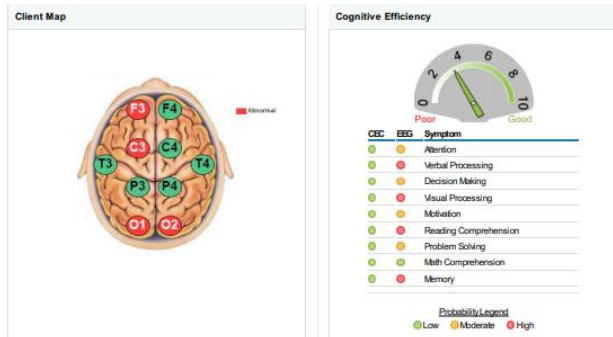 Client Map
F3 F4
Abnormal
C3 C4
T3 T4
P3 P4
O1 O2
Cognitive Efficiency
0 2 4 6 8 10
Poor Good
CEC EEG Symptom
Attention
Verbal Processing
Decision Making
Visual Processing
Motivation
Reading Comprehension
Problem Solving
Math Comprehension
Memory
Probability Legend
Low Moderate High